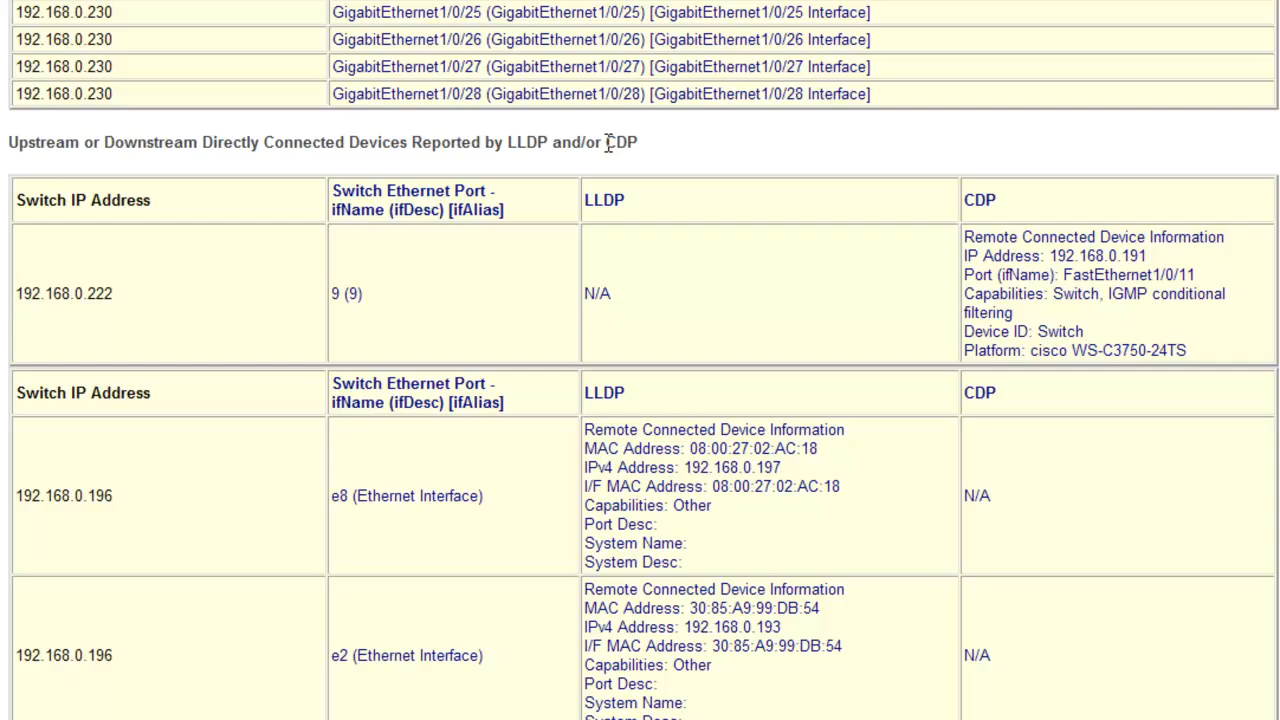 192.168.0.230 GigabitEthernet1/0/25 (GigabitEthernet1/0/25) [GigabitEthernet1/0/25 Interface]
192.168.0.230 GigabitEthernet1/0/26 (GigabitEthernet1/0/26) [GigabitEthernet1/0/26 Interface]
192.168.0.230 GigabitEthernet1/0/27 (GigabitEthernet1/0/27) [GigabitEthernet1/0/27 Interface]
192.168.0.230 GigabitEthernet1/0/28 (GigabitEthernet1/0/28) [GigabitEthernet1/0/28 Interface]
Upstream or Downstream Directly Connected Devices Reported by LLDP and/or CDP
Switch IP Address
Switch Ethernet Port -
ifName (ifDesc) [ifAlias]
LLDP
CDP
192.168.0.222
9 (9)
N/A
Remote Connected Device Information
IP Address: 192.168.0.191
Port (ifName): FastEthernet1/0/11
Capabilities: Switch, IGMP conditional
filtering
Device ID: Switch
Platform: cisco WS-C3750-24TS
Switch IP Address
Switch Ethernet Port -
ifName (ifDesc) [ifAlias]
LLDP
CDP
192.168.0.196
e8 (Ethernet Interface)
Remote Connected Device Information
MAC Address: 08:00:27:02:AC:18
IPv4 Address: 192.168.0.197
I/F MAC Address: 08:00:27:02:AC:18
Capabilities: Other
Port Desc:
System Name:
System Desc:
N/A
192.168.0.196
e2 (Ethernet Interface)
Remote Connected Device Information
MAC Address: 30:85:A9:99:DB:54
IPv4 Address: 192.168.0.193
I/F MAC Address: 30:85:A9:99:DB:54
Capabilities: Other
Port Desc:
System Name:
N/A